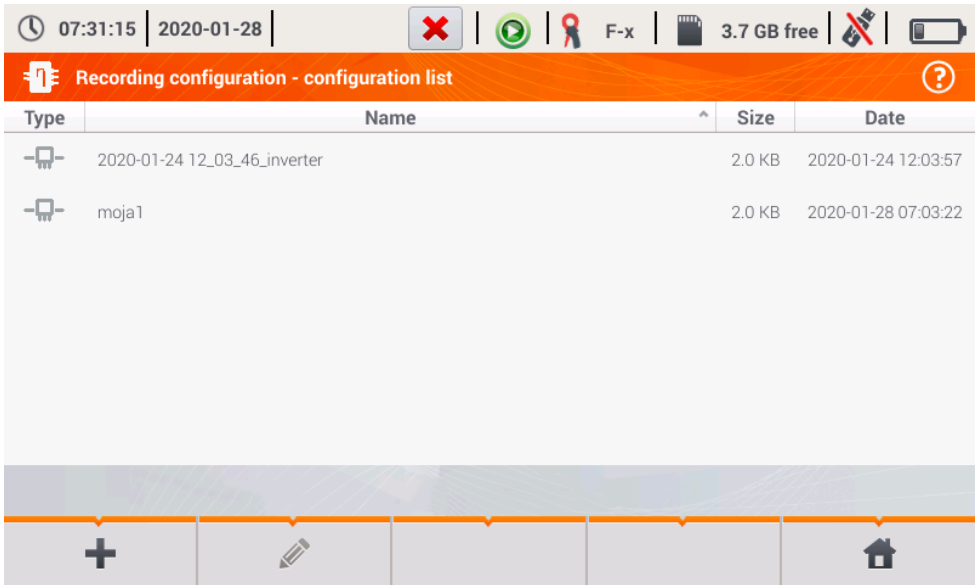 07:31:15 2020-01-28 F-x 3.7 GB free
Recording configuration - configuration list ?
Type Name Size Date
2020-01-24 12_03_46_inverter 2.0 KB 2020-01-24 12:03:57
moja1 2.0 KB 2020-01-28 07:03:22